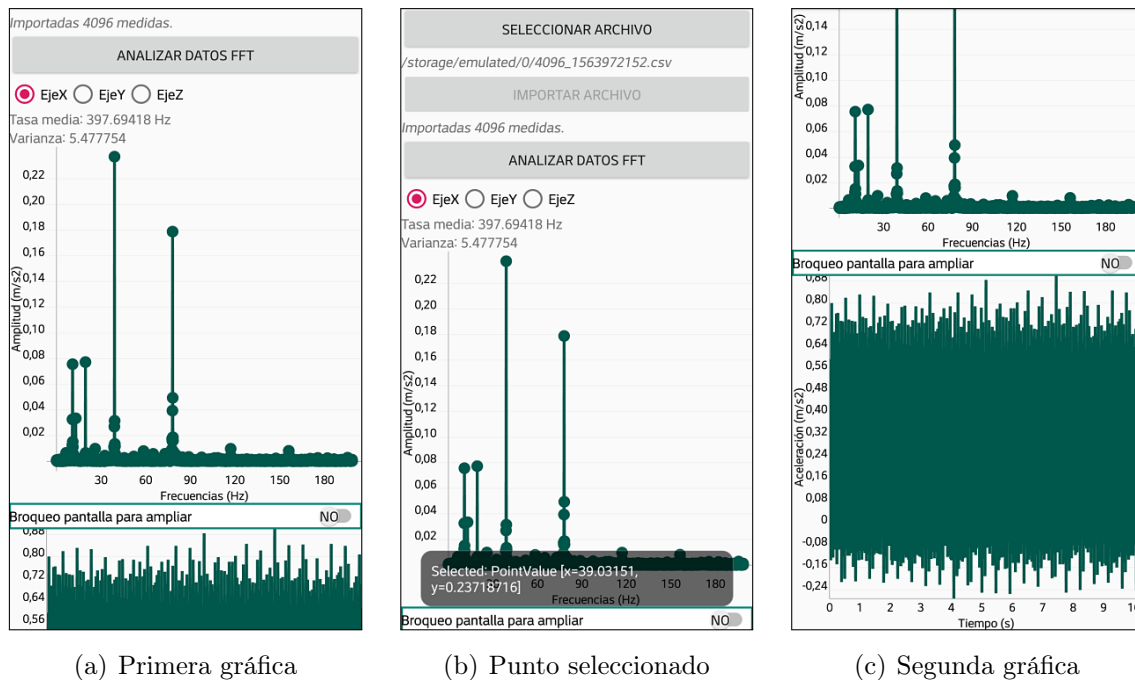 Importadas 4096 medidas.
ANALIZAR DATOS FFT
EjeX EjeY EjeZ
Tasa media: 397.69418 Hz
Varianza: 5.477754
Amplitud (m/s2)
0,22
0,20
0,18
0,16
0,14
0,12
0,10
0,08
0,06
0,04
0,02
30 60 90 120 150 180
Frecuencias (Hz)
Broqueo pantalla para ampliar NO
0,88
0,80
0,72
0,64
0,56
(a) Primera gráfica
SELECCIONAR ARCHIVO
/storage/emulated/0/4096_1563972152.csv
IMPORTAR ARCHIVO
Importadas 4096 medidas.
ANALIZAR DATOS FFT
EjeX EjeY EjeZ
Tasa media: 397.69418 Hz
Varianza: 5.477754
Amplitud (m/s2)
0,22
0,20
0,18
0,16
0,14
0,12
0,10
0,08
0,06
0,04
0,02
30 60 90 120 150 180
Selected: PointValue [x=39.03151,
y=0.23718716]
Frecuencias (Hz)
Broqueo pantalla para ampliar NO
(b) Punto seleccionado
Amplitud (m/s2)
0,14
0,12
0,10
0,08
0,06
0,04
0,02
30 60 90 120 150 180
Frecuencias (Hz)
Broqueo pantalla para ampliar NO
Aceleración (m/s2)
0,88
0,80
0,72
0,64
0,56
0,48
0,40
0,32
0,24
0,16
0,08
0
-0,08
-0,16
-0,24
0 1 2 3 4 5 6 7 8 9 10
Tiempo (s)
(c) Segunda gráfica